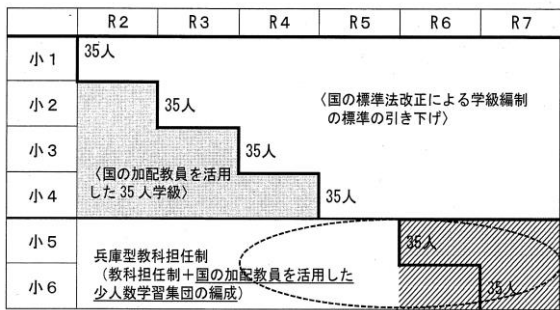 R2 R3 R4 R5 R6 R7
小1 35人
小2 35人
〈国の標準法改正による学級編制
の標準の引き下げ〉
小3 35人
〈国の加配教員を活用
した35人学級〉
小4 35人
小5 35人
兵庫型教科担任制
(教科担任制+国の加配教員を活用した
少人数学習集団の編成)
小6 35人